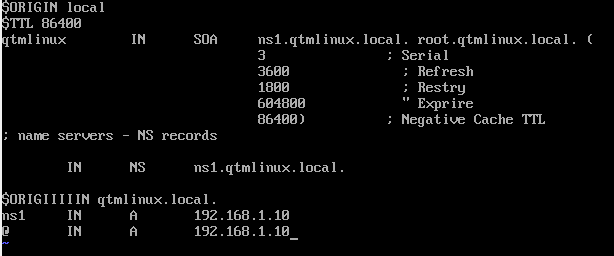 $ORIGIN local
$TTL 86400
qtmlinux IN SOA ns1.qtmlinux.local. root.qtmlinux.local. (
3 ; Serial
3600 ; Refresh
1800 ; Restry
604800 " Exprire
86400) ; Negative Cache TTL
; name servers - NS records
IN NS ns1.qtmlinux.local.
$ORIGIIIIIN qtmlinux.local.
ns1 IN A 192.168.1.10
@ IN A 192.168.1.10_
~